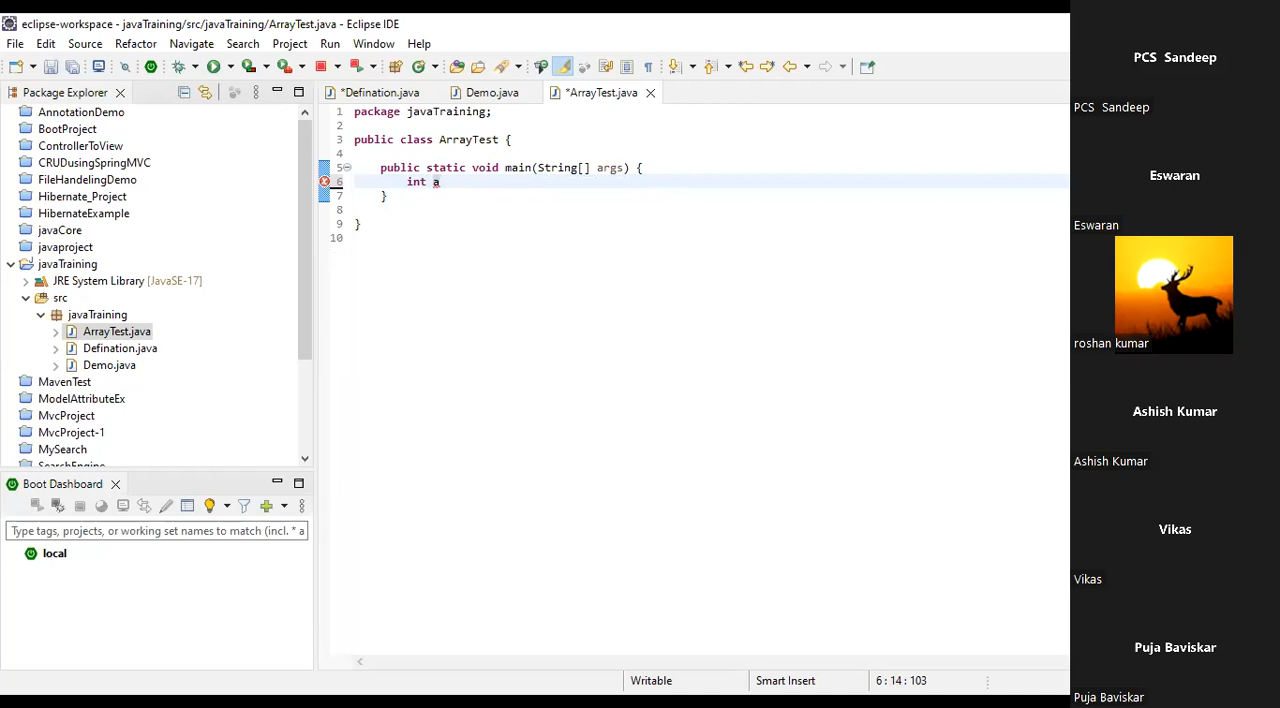 eclipse-workspace - javaTraining/src/javaTraining/ArrayTest.java - Eclipse IDE
File Edit Source Refactor Navigate Search Project Run Window Help
Package Explorer
AnnotationDemo
BootProject
ControllerToView
CRUDusingSpringMVC
FileHandelingDemo
Hibernate_Project
HibernateExample
javaCore
javaproject
javaTraining
JRE System Library [JavaSE-17]
src
javaTraining
ArrayTest.java
Defination.java
Demo.java
MavenTest
ModelAttributeEx
MvcProject
MvcProject-1
MySearch
SearchEngine
Boot Dashboard
Type tags, projects, or working set names to match (incl. * a
local
*Defination.java Demo.java *ArrayTest.java
1 package javaTraining;
2
3 public class ArrayTest {
4
5 public static void main(String[] args) {
6 int a
7 }
8
9 }
10
Writable Smart Insert 6 : 14 : 103
PCS Sandeep
PCS Sandeep
Eswaran
Eswaran
roshan kumar
Ashish Kumar
Ashish Kumar
Vikas
Vikas
Puja Baviskar
Puja Baviskar